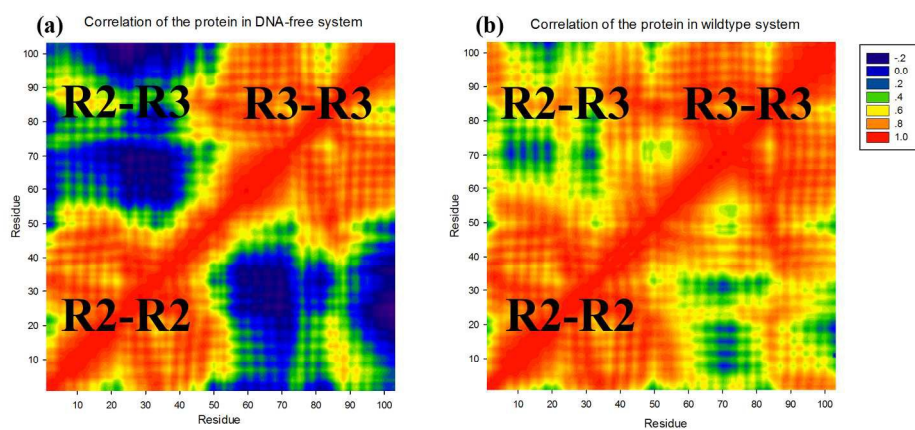 (a) Correlation of the protein in DNA-free system
100
90
80
70
60
50
40
30
20
10
Residue
10 20 30 40 50 60 70 80 90 100
Residue
R2-R3 R3-R3
R2-R2
(b) Correlation of the protein in wildtype system
100
90
80
70
60
50
40
30
20
10
Residue
10 20 30 40 50 60 70 80 90 100
Residue
R2-R3 R3-R3
R2-R2
-.2
0.0
.2
.4
.6
.8
1.0